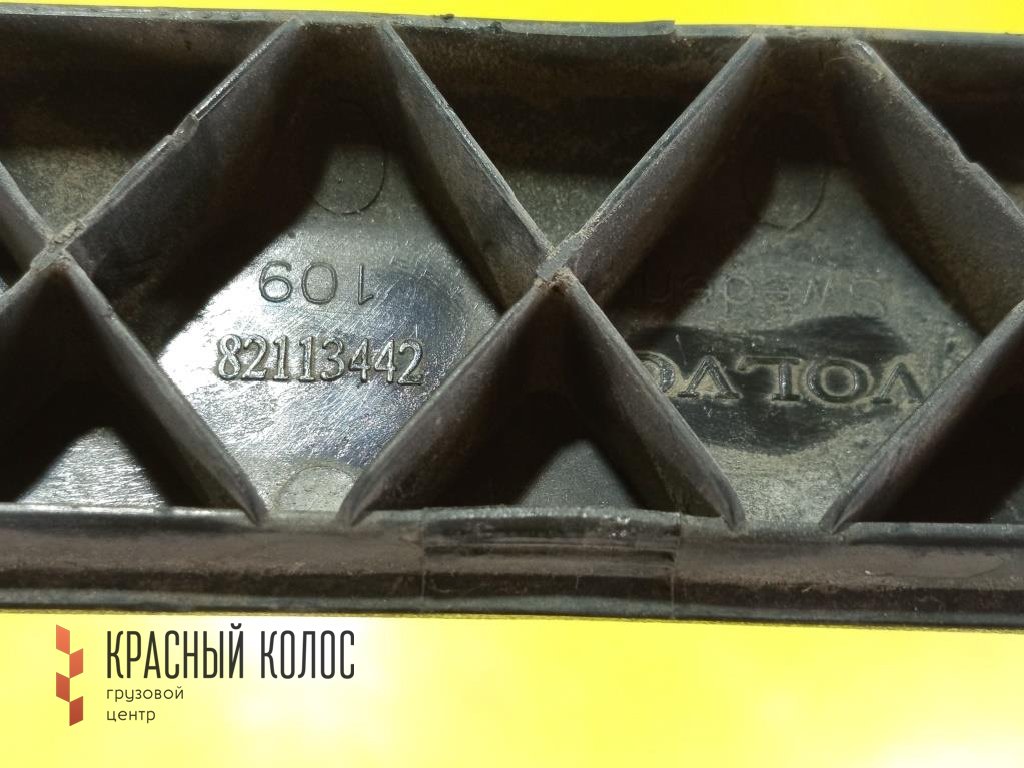 109
82113442
VOLVO
КРАСНЫЙ КОЛОС
грузовой
центр